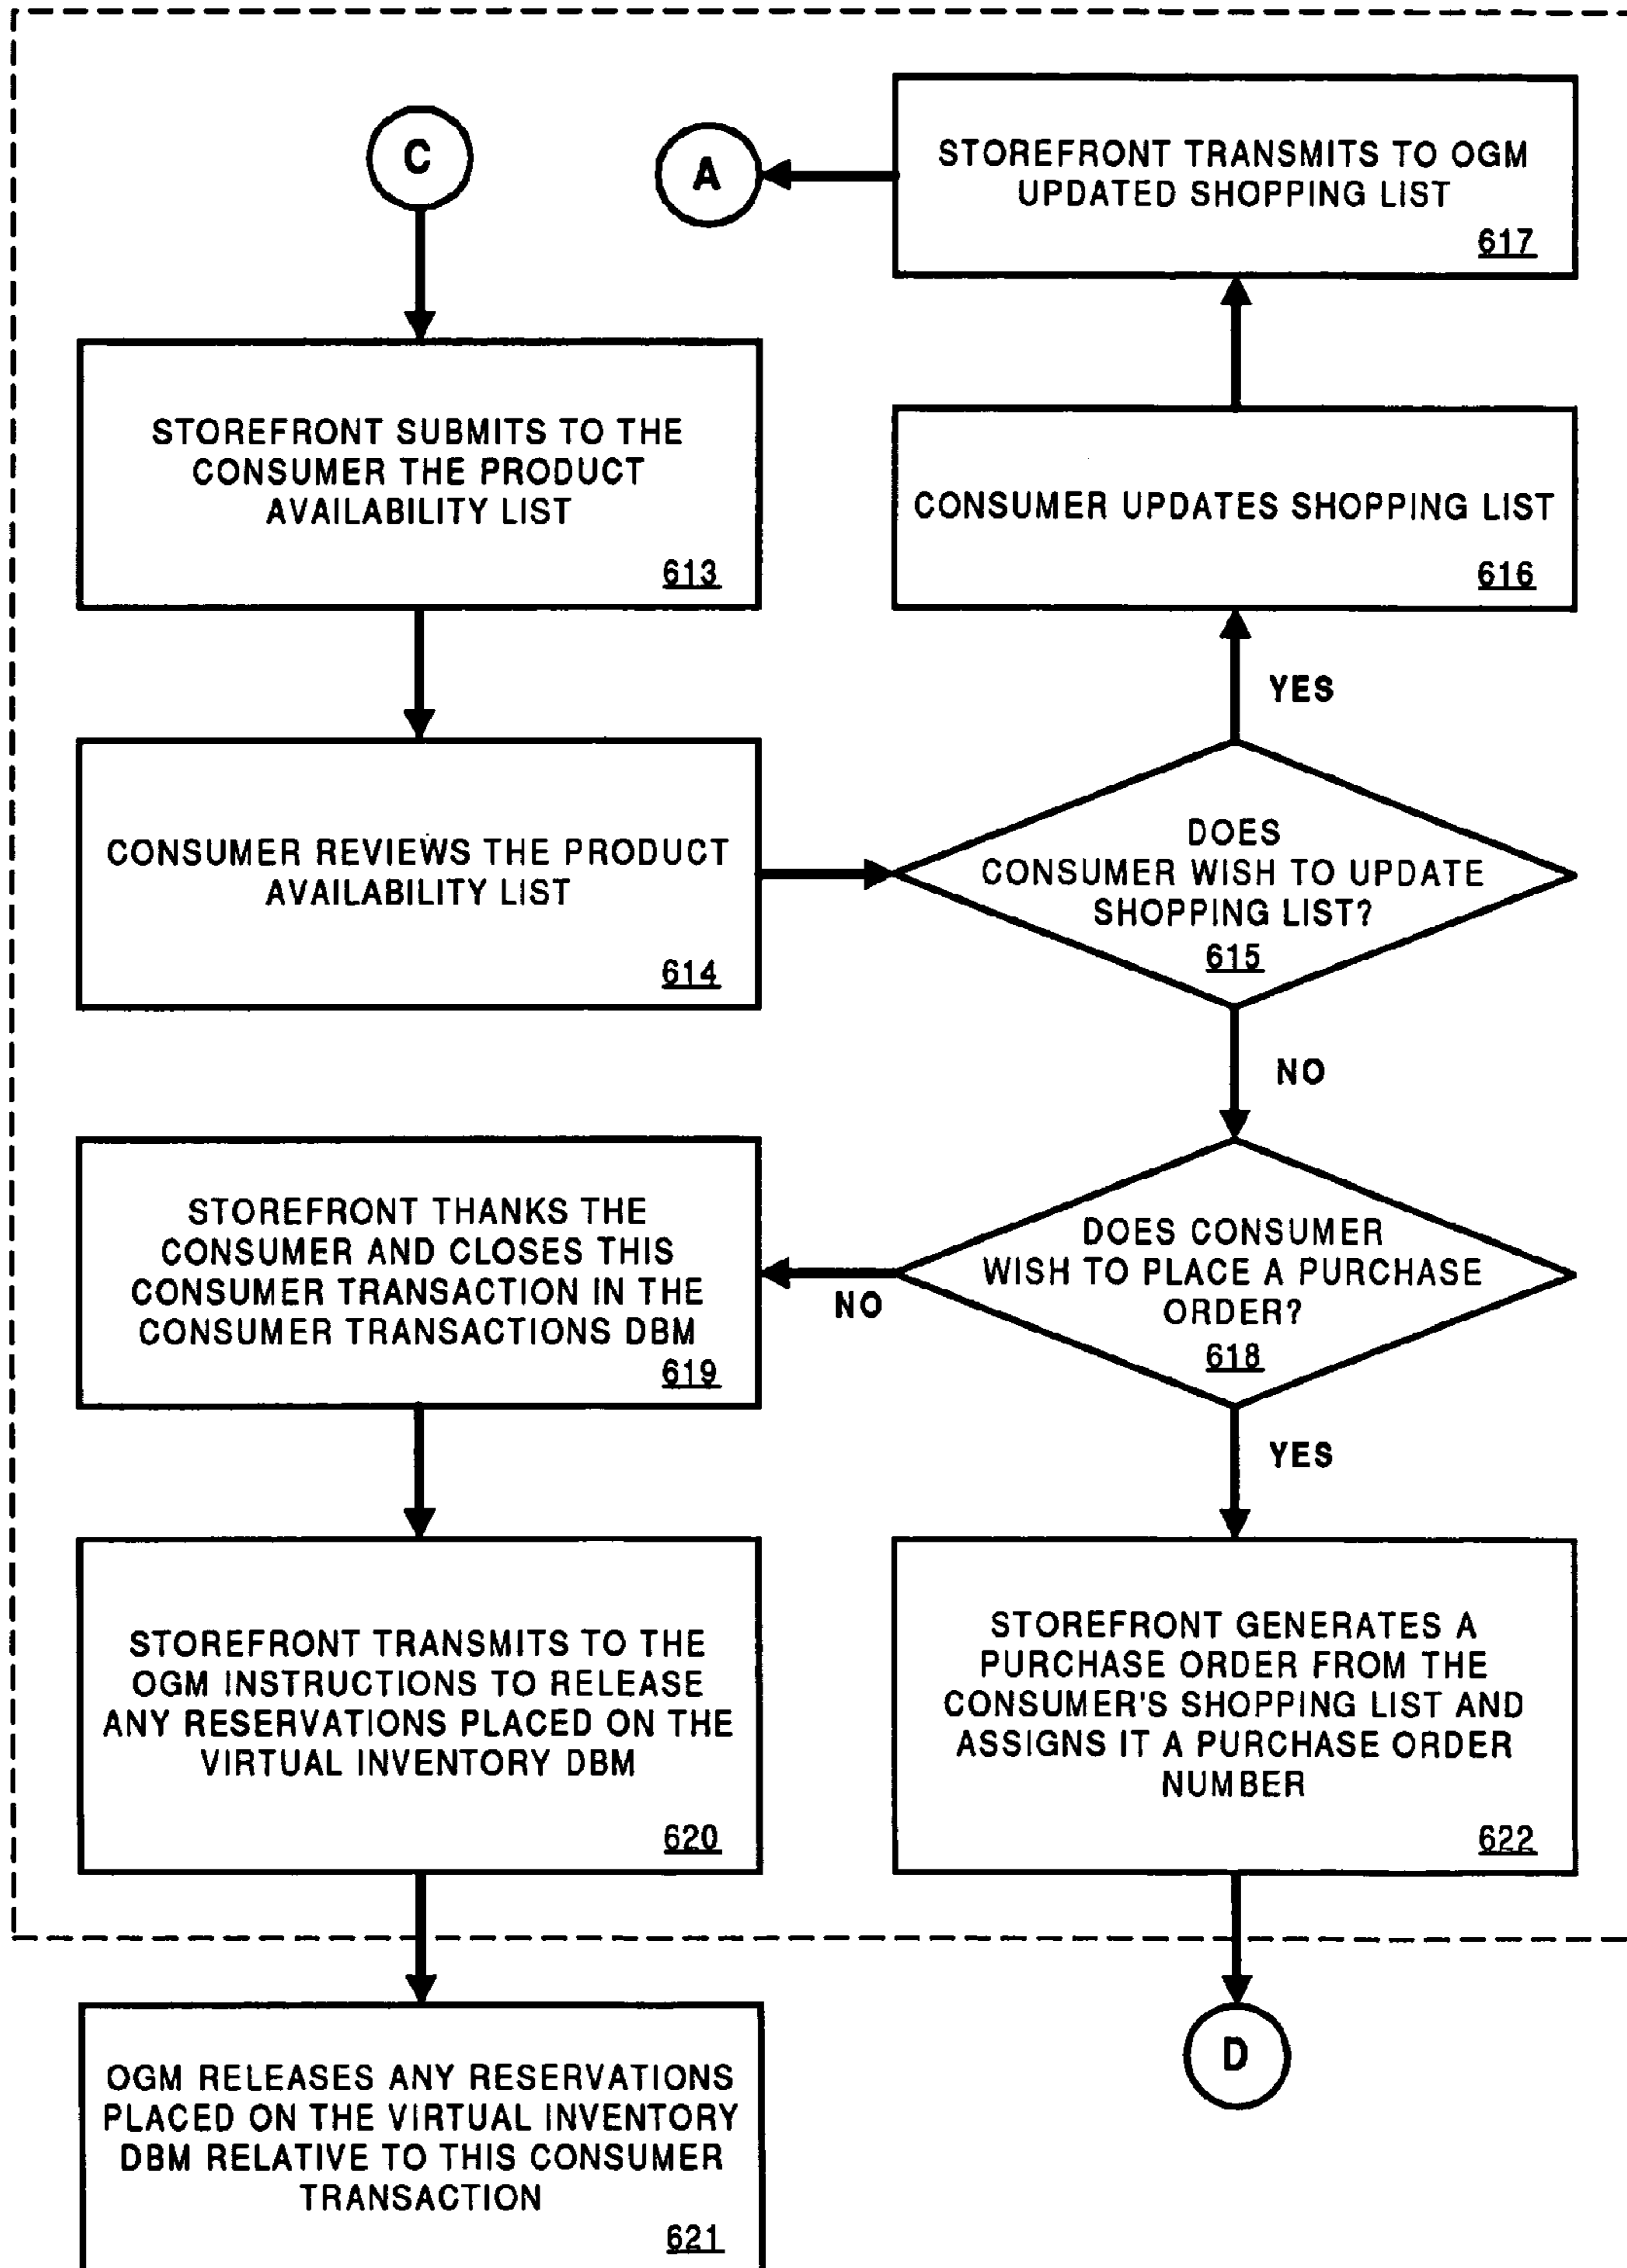 C
A
STOREFRONT TRANSMITS TO OGM
UPDATED SHOPPING LIST
617
STOREFRONT SUBMITS TO THE
CONSUMER THE PRODUCT
AVAILABILITY LIST
613
CONSUMER UPDATES SHOPPING LIST
616
YES
CONSUMER REVIEWS THE PRODUCT
AVAILABILITY LIST
614
DOES
CONSUMER WISH TO UPDATE
SHOPPING LIST?
615
NO
STOREFRONT THANKS THE
CONSUMER AND CLOSES THIS
CONSUMER TRANSACTION IN THE
CONSUMER TRANSACTIONS DBM
619
NO
DOES CONSUMER
WISH TO PLACE A PURCHASE
ORDER?
618
YES
STOREFRONT TRANSMITS TO THE
OGM INSTRUCTIONS TO RELEASE
ANY RESERVATIONS PLACED ON THE
VIRTUAL INVENTORY DBM
620
STOREFRONT GENERATES A
PURCHASE ORDER FROM THE
CONSUMER'S SHOPPING LIST AND
ASSIGNS IT A PURCHASE ORDER
NUMBER
622
OGM RELEASES ANY RESERVATIONS
PLACED ON THE VIRTUAL INVENTORY
DBM RELATIVE TO THIS CONSUMER
TRANSACTION
621
D